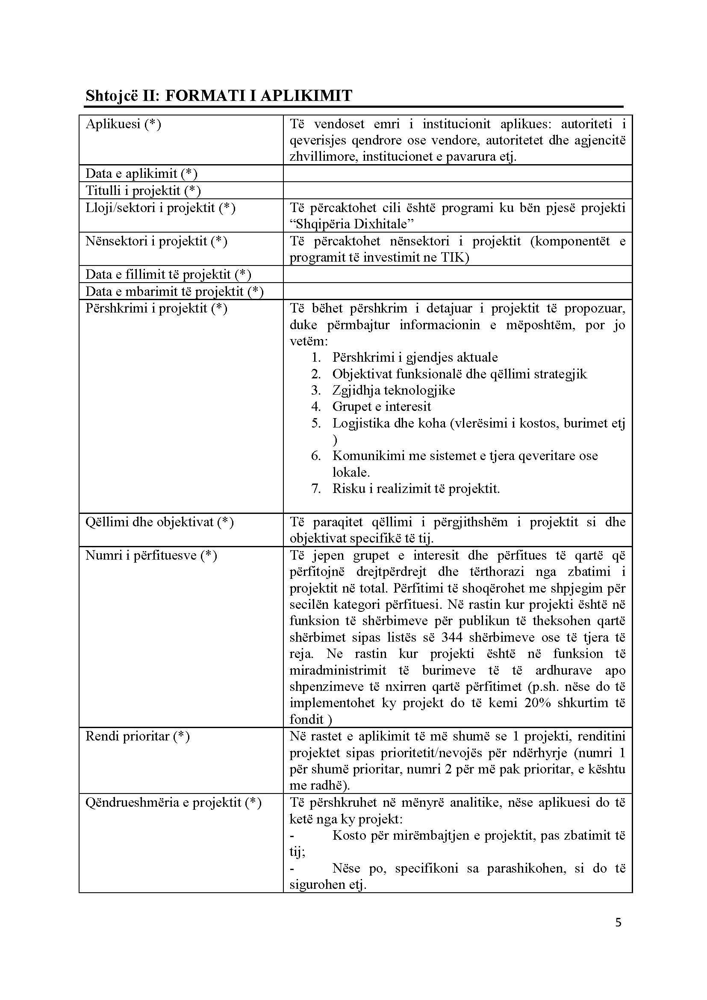 Shtojcë II: FORMATI I APLIKIMIT
Aplikuesi (*)
Të vendoset emri i institucionit aplikues: autoriteti i
qeverisjes qendrore ose vendore, autoritetet dhe agjencitë
zhvillimore, institucionet e pavarura etj.
Data e aplikimit (*)
Titulli i projektit (*)
Lloji/sektori i projektit (*)
Të përcaktohet cili është programi ku bën pjesë projekti
“Shqipëria Dixhitale”
Nënsektori i projektit (*)
Të përcaktohet nënsektori i projektit (komponentët e
programit të investimit ne TIK)
Data e fillimit të projektit (*)
Data e mbarimit të projektit (*)
Përshkrimi i projektit (*)
Të bëhet përshkrim i detajuar i projektit të propozuar,
duke përmbajtur informacionin e mëposhtëm, por jo
vetëm:
1. Përshkrimi i gjendjes aktuale
2. Objektivat funksionalë dhe qëllimi strategjik
3. Zgjidhja teknologjike
4. Grupet e interesit
5. Logjistika dhe koha (vlerësimi i kostos, burimet etj
)
6. Komunikimi me sistemet e tjera qeveritare ose
lokale.
7. Risku i realizimit të projektit.
Qëllimi dhe objektivat (*)
Të paraqitet qëllimi i përgjithshëm i projektit si dhe
objektivat specifikë të tij.
Numri i përfituesve (*)
Të jepen grupet e interesit dhe përfitues të qartë që
përfitojnë drejtpërdrejt dhe tërthorazi nga zbatimi i
projektit në total. Përfitimi të shoqërohet me shpjegim për
secilën kategori përfituesi. Në rastin kur projekti është në
funksion të shërbimeve për publikun të theksohen qartë
shërbimet sipas listës së 344 shërbimeve ose të tjera të
reja. Ne rastin kur projekti është në funksion të
miradministrimit të burimeve të të ardhurave apo
shpenzimeve të nxirren qartë përfitimet (p.sh. nëse do të
implementohet ky projekt do të kemi 20% shkurtim të
fondit )
Rendi prioritar (*)
Në rastet e aplikimit të më shumë se 1 projekti, renditini
projektet sipas prioritetit/nevojës për ndërhyrje (numri 1
për shumë prioritar, numri 2 për më pak prioritar, e kështu
me radhë).
Qëndrueshmëria e projektit (*)
Të përshkruhet në mënyrë analitike, nëse aplikuesi do të
ketë nga ky projekt:
- Kosto për mirëmbajtjen e projektit, pas zbatimit të
tij;
- Nëse po, specifikoni sa parashikohen, si do të
sigurohen etj.
5